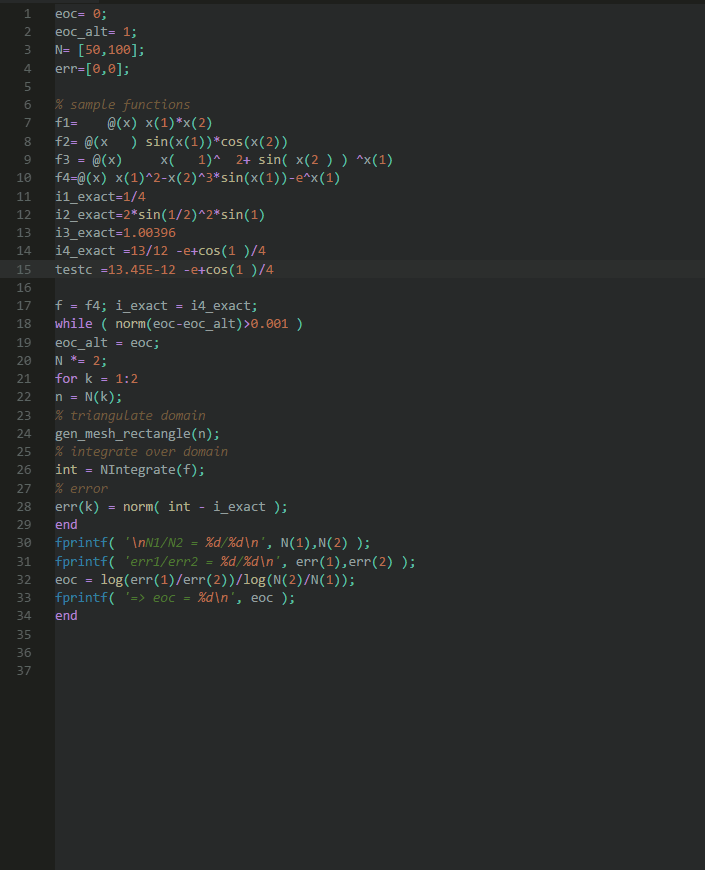 1 eoc= 0;
2 eoc_alt= 1;
3 N= [50,100];
4 err=[0,0];
5
6 % sample functions
7 f1=    @(x) x(1)*x(2)
8 f2= @(x   ) sin(x(1))*cos(x(2))
9 f3 = @(x)     x(   1)^  2+ sin( x(2 ) ) ^x(1)
10 f4=@(x) x(1)^2-x(2)^3*sin(x(1))-e^x(1)
11 i1_exact=1/4
12 i2_exact=2*sin(1/2)^2*sin(1)
13 i3_exact=1.00396
14 i4_exact =13/12 -e+cos(1 )/4
15 testc =13.45E-12 -e+cos(1 )/4
16
17 f = f4; i_exact = i4_exact;
18 while ( norm(eoc-eoc_alt)>0.001 )
19 eoc_alt = eoc;
20 N *= 2;
21 for k = 1:2
22 n = N(k);
23 % triangulate domain
24 gen_mesh_rectangle(n);
25 % integrate over domain
26 int = NIntegrate(f);
27 % error
28 err(k) = norm( int - i_exact );
29 end
30 fprintf( '\nN1/N2 = %d/%d\n', N(1),N(2) );
31 fprintf( 'err1/err2 = %d/%d\n', err(1),err(2) );
32 eoc = log(err(1)/err(2))/log(N(2)/N(1));
33 fprintf( '=> eoc = %d\n', eoc );
34 end
35
36
37